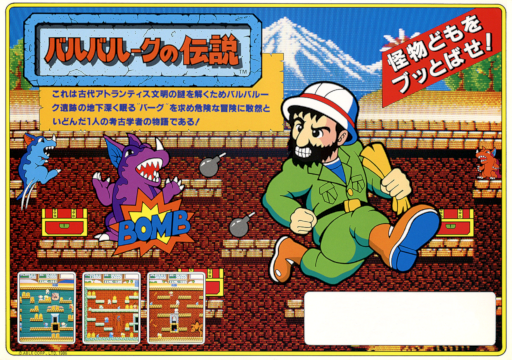 バルバルークの伝説
TM
これは古代アトランティス文明の謎を解くためバルバルー
ク遺跡の地下深く眠る"バーグ"を求め危険な冒険に敢然と
いどんだ1人の考古学者の物語である!
怪物どもを
ブッとばせ!
BOMB